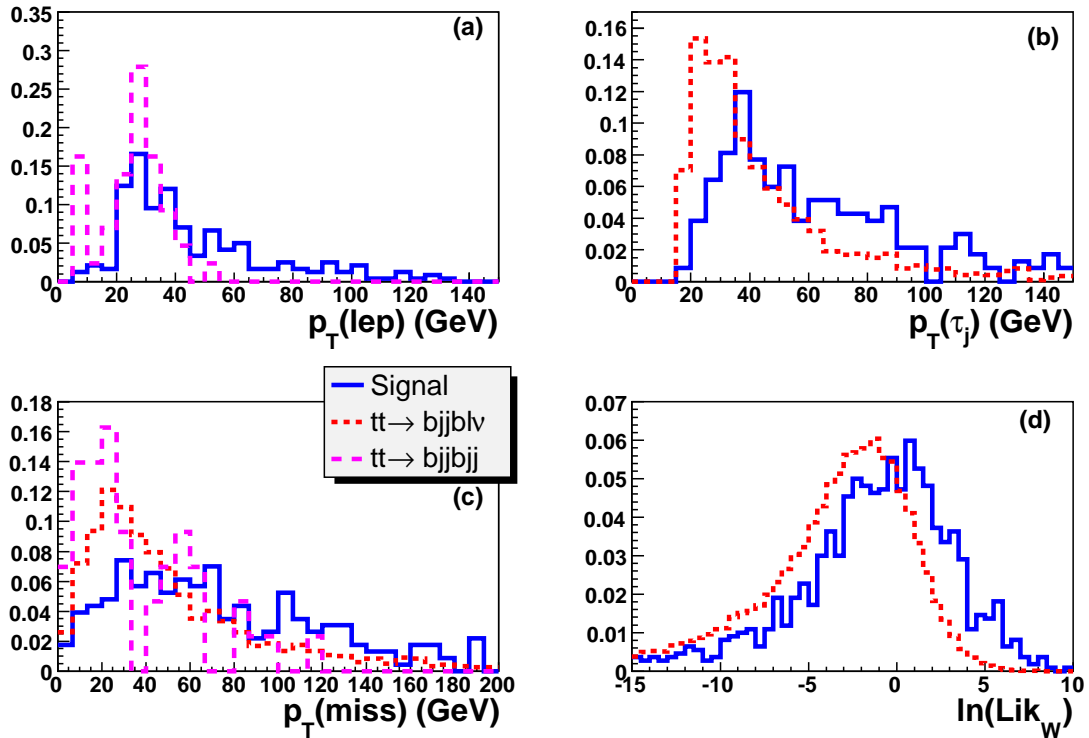 0.35
0.3
0.25
0.2
0.15
0.1
0.05
0
(a)
0 20 40 60 80 100 120 140
p_T(lep) (GeV)
0.16
0.14
0.12
0.10
0.08
0.06
0.04
0.02
0
(b)
0 20 40 60 80 100 120 140
p_T(τ_j) (GeV)
Signal
tt→ bjjblν
tt→ bjjbjj
0.18
0.16
0.14
0.12
0.10
0.08
0.06
0.04
0.02
0
(c)
0 20 40 60 80 100 120 140 160 180 200
p_T(miss) (GeV)
0.07
0.06
0.05
0.04
0.03
0.02
0.01
0
(d)
-15 -10 -5 0 5 10
ln(Lik_W)